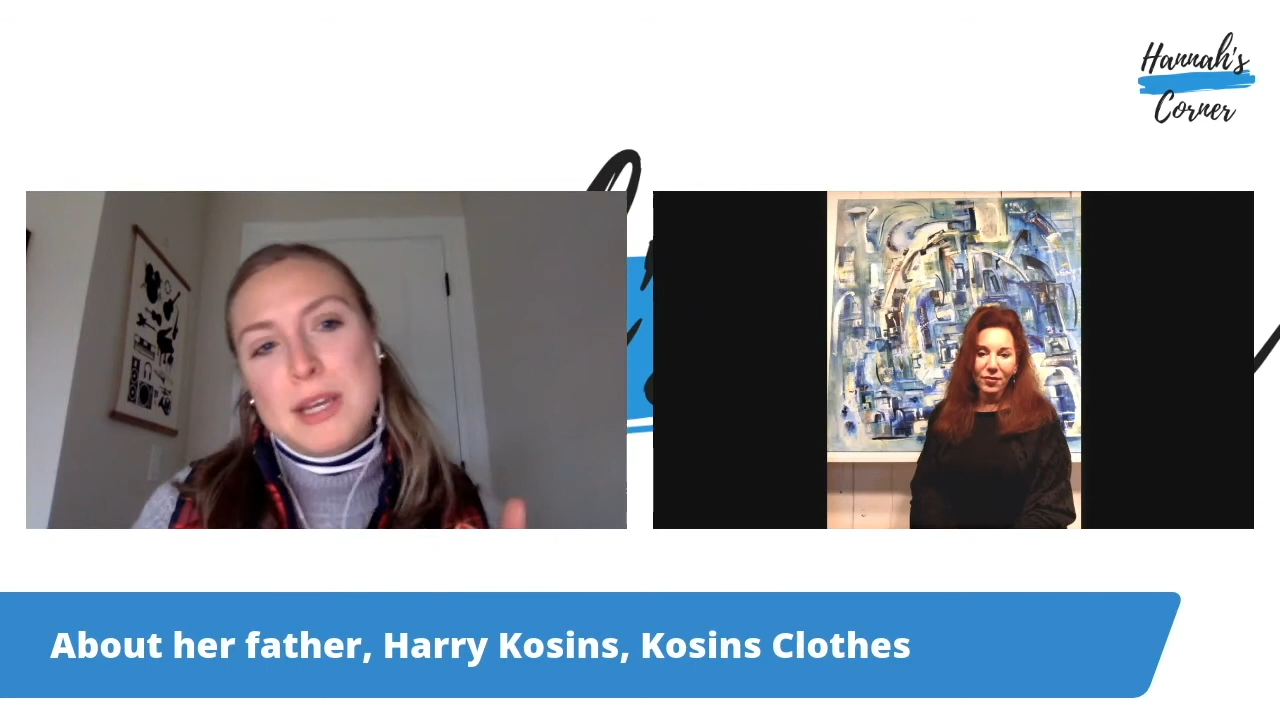 Hannah's
Corner
About her father, Harry Kosins, Kosins Clothes